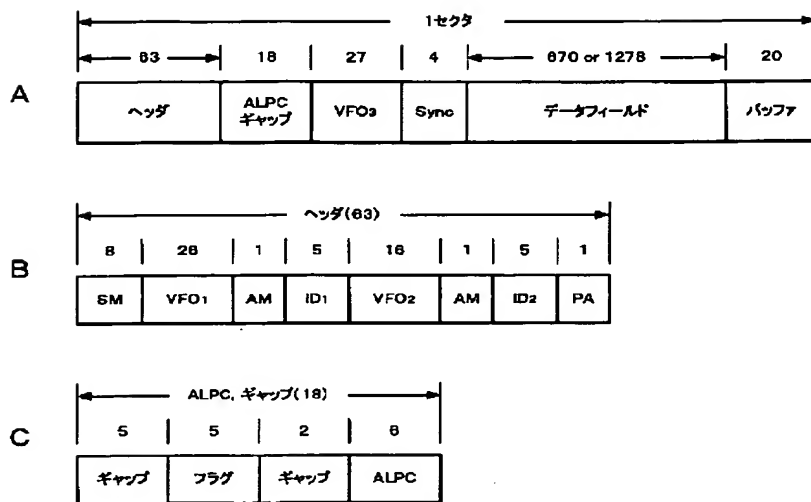 1セクタ
63 18 27 4 670 or 1278 20
A
ヘッダ ALPC ギャップ VFO3 Sync データフィールド バッファ
ヘッダ(63)
8 26 1 5 16 1 5 1
B
SM VFO1 AM ID1 VFO2 AM ID2 PA
ALPC, ギャップ(18)
5 5 2 6
C
ギャップ フラグ ギャップ ALPC